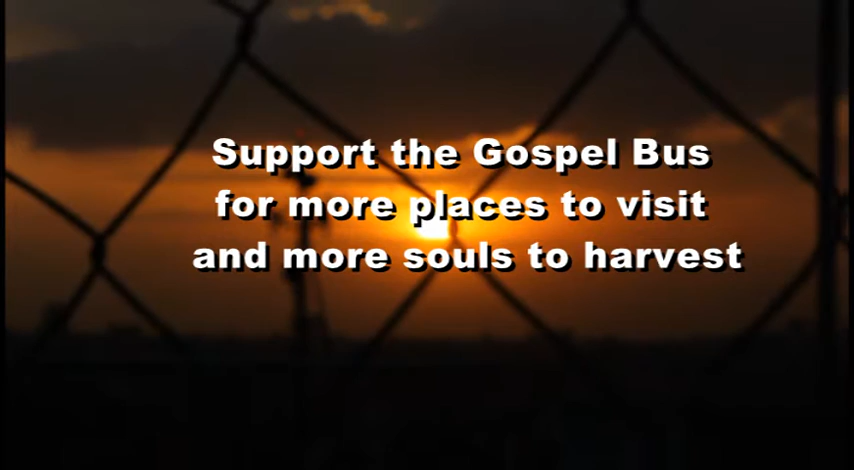 Support the Gospel Bus
for more places to visit
and more souls to harvest